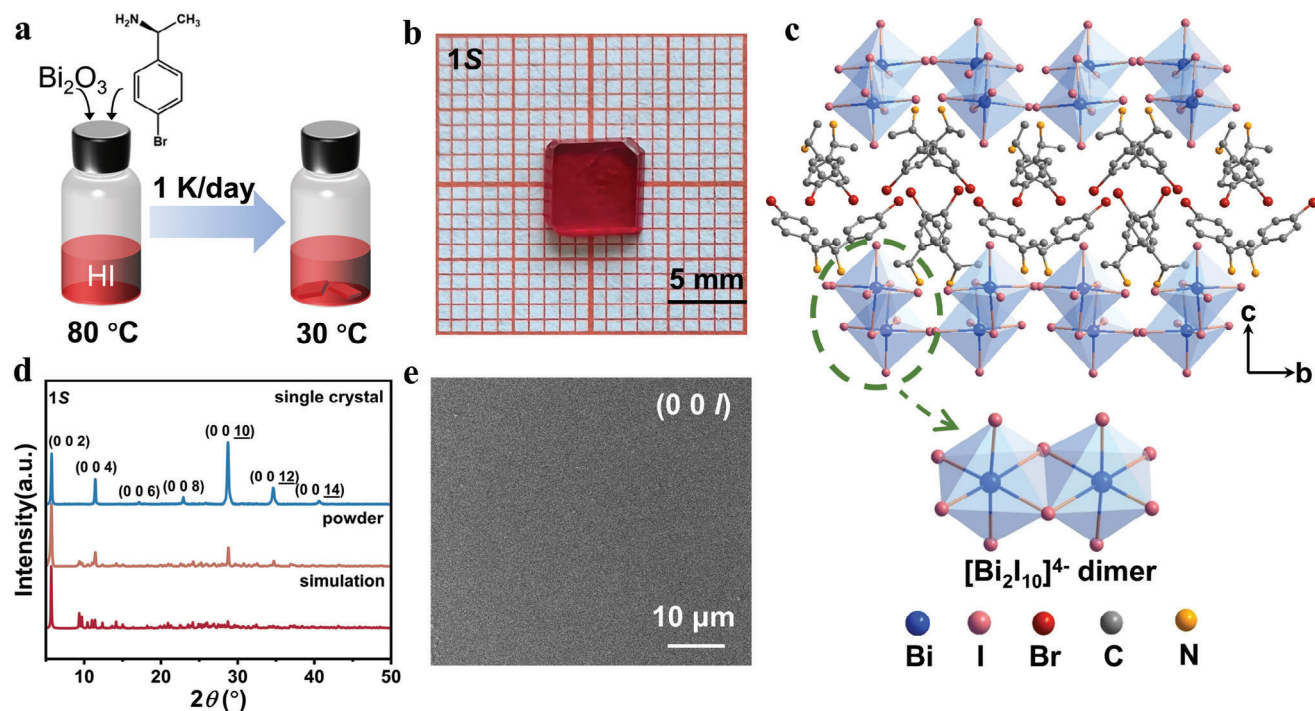 a
H₂N
CH₃
Bi₂O₃
Br
1 K/day
HI
80 °C
30 °C
b
1S
5 mm
c
c
b
[Bi₂I₁₀]⁴⁻ dimer
Bi
I
Br
C
N
d
1S
single crystal
(0 0 2)
(0 0 4)
(0 0 6)
(0 0 8)
(0 0 10)
(0 0 12)
(0 0 14)
powder
simulation
Intensity(a.u.)
5 10 20 30 40 50
2θ (°)
e
(0 0 l)
10 μm